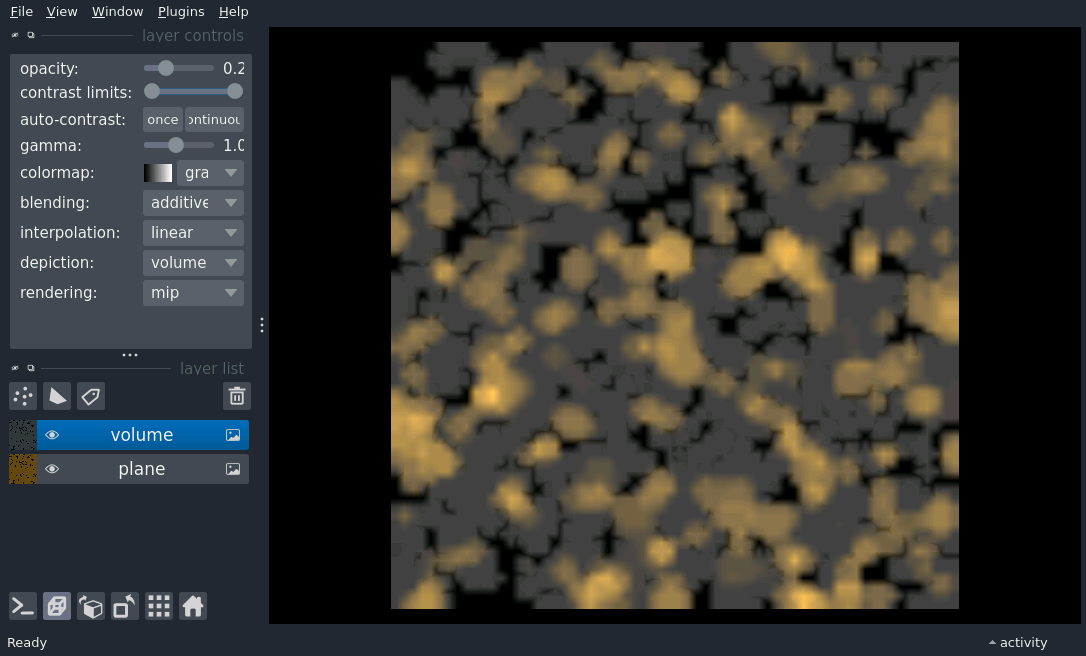 File View Window Plugins Help
layer controls
opacity: 0.2
contrast limits:
auto-contrast: once ontinuou
gamma: 1.0
colormap: gra
blending: additive
interpolation: linear
depiction: volume
rendering: mip
layer list
volume
plane
Ready
activity